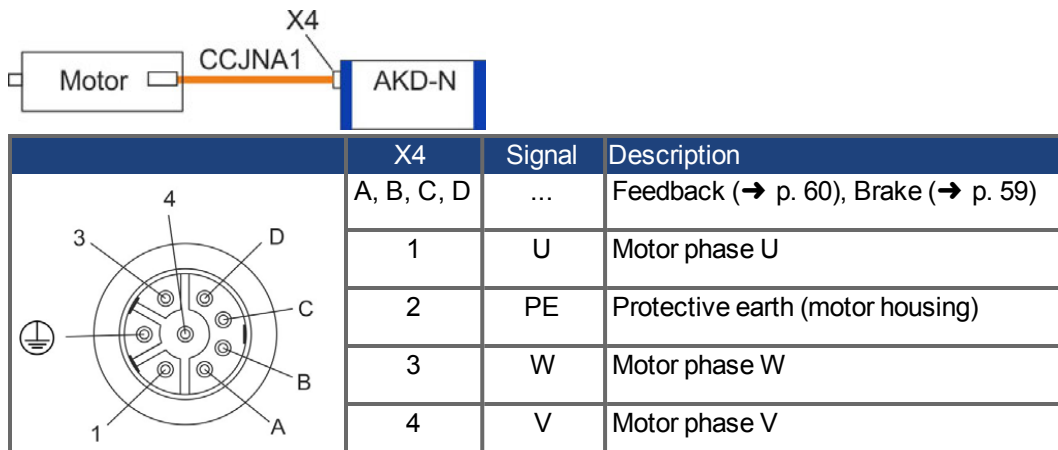 X4
CCJNA1
Motor
AKD-N
X4 Signal Description
A, B, C, D ... Feedback (➜ p. 60), Brake (➜ p. 59)
1 U Motor phase U
2 PE Protective earth (motor housing)
3 W Motor phase W
4 V Motor phase V
4
3
D
C
B
1
A